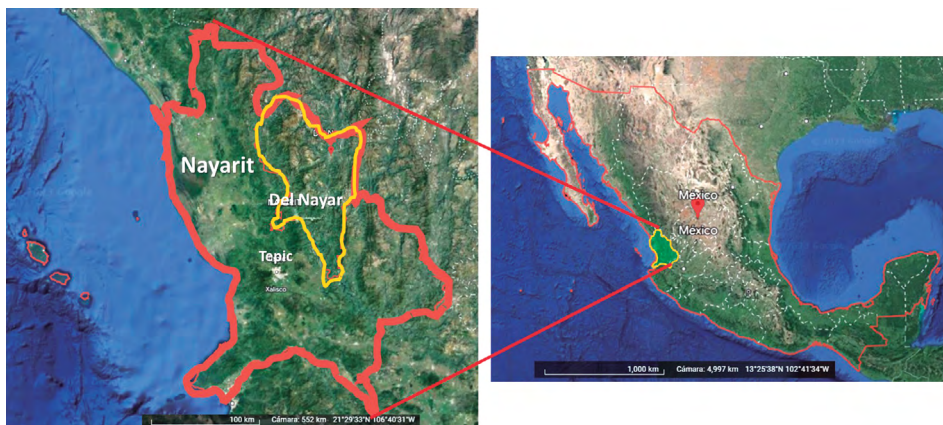 Nayarit
Del Nayar
Tepic
Xalisco
100 km Cámara: 552 km 21°29'33"N 106°40'31"W
Mexico
Mexico
1,000 km Cámara: 4,997 km 13°25'38"N 102°41'34"W